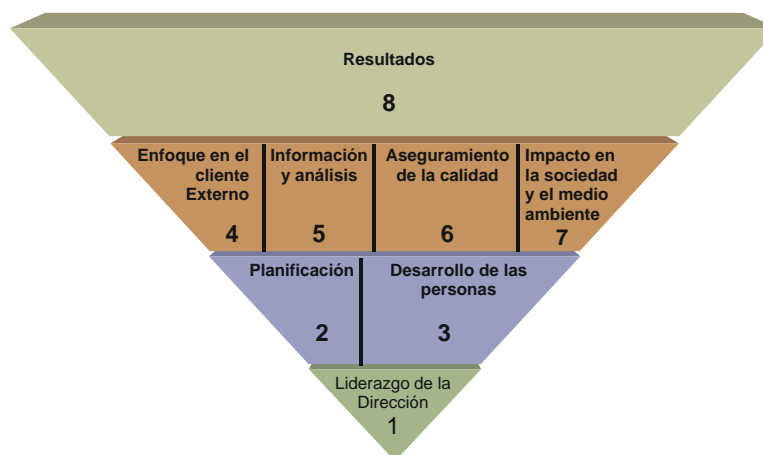 Resultados
8
Enfoque en el
cliente
Externo
4
Información
y análisis
5
Aseguramiento
de la calidad
6
Impacto en
la sociedad
y el medio
ambiente
7
Planificación
2
Desarrollo de las
personas
3
Liderazgo de la
Dirección
1